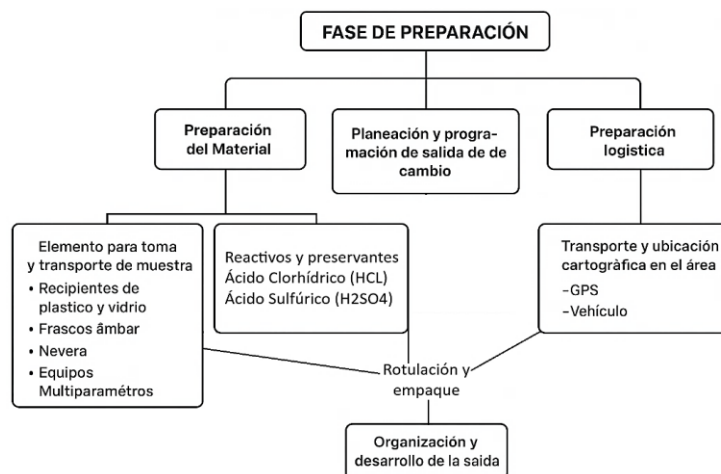 FASE DE PREPARACIÓN
Preparación
del Material
Planeación y progra-
mación de salida de de
cambio
Preparación
logistica
Elemento para toma
y transporte de muestra
• Recipientes de
plastico y vidrio
• Frascos âmbar
• Nevera
• Equipos
Multiparamétros
Reactivos y preservantes
Ácido Clorhídrico (HCL)
Ácido Sulfúrico (H2SO4)
Transporte y ubicación
cartogràfica en el área
-GPS
-Vehículo
Rotulación y
empaque
Organización y
desarrollo de la saida